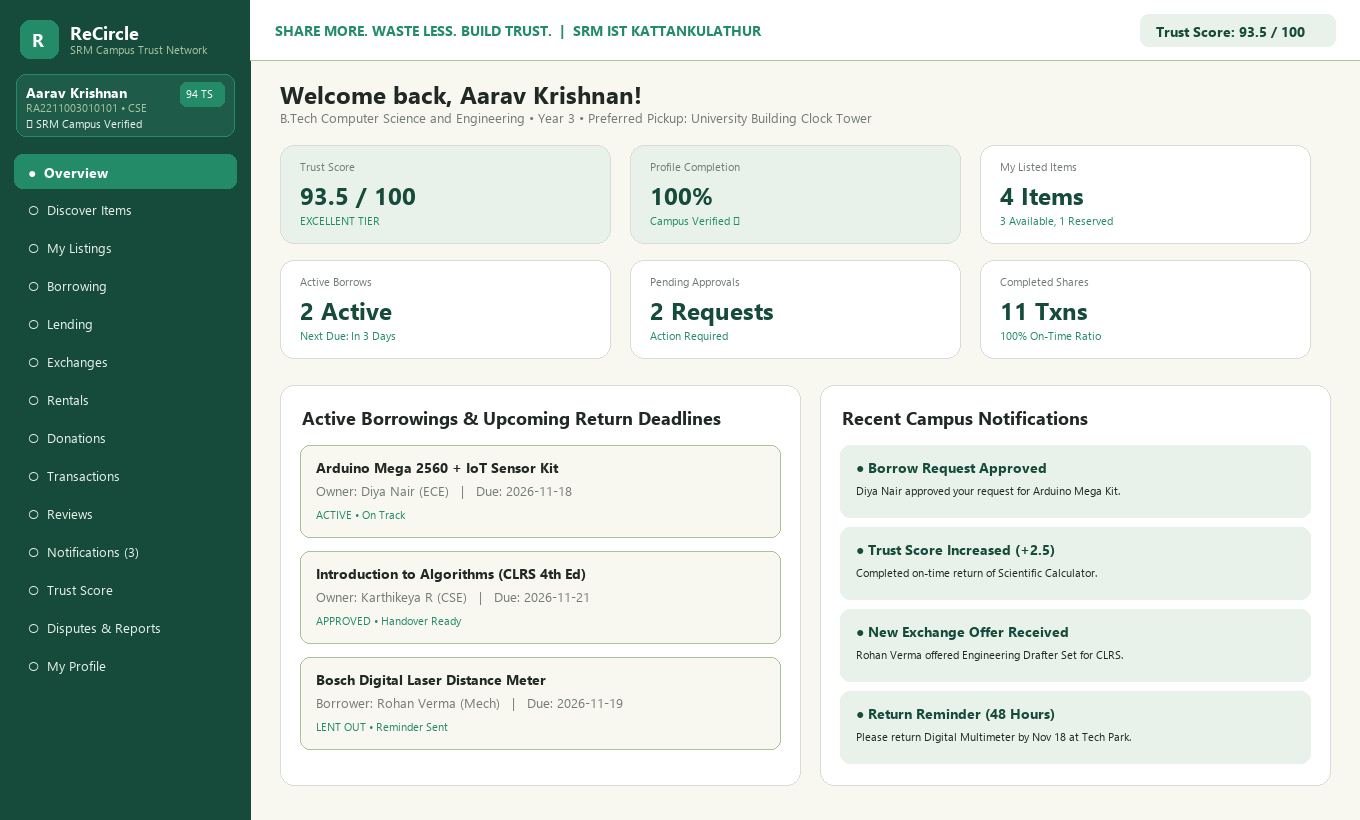 R
ReCircle
SRM Campus Trust Network
Aarav Krishnan
94 TS
RA2211003010101 • CSE
▯ SRM Campus Verified
● Overview
○ Discover Items
○ My Listings
○ Borrowing
○ Lending
○ Exchanges
○ Rentals
○ Donations
○ Transactions
○ Reviews
○ Notifications (3)
○ Trust Score
○ Disputes & Reports
○ My Profile
SHARE MORE. WASTE LESS. BUILD TRUST. | SRM IST KATTANKULATHUR
Trust Score: 93.5 / 100
Welcome back, Aarav Krishnan!
B.Tech Computer Science and Engineering • Year 3 • Preferred Pickup: University Building Clock Tower
Trust Score
93.5 / 100
EXCELLENT TIER
Profile Completion
100%
Campus Verified ▯
My Listed Items
4 Items
3 Available, 1 Reserved
Active Borrows
2 Active
Next Due: In 3 Days
Pending Approvals
2 Requests
Action Required
Completed Shares
11 Txns
100% On-Time Ratio
Active Borrowings & Upcoming Return Deadlines
Arduino Mega 2560 + IoT Sensor Kit
Owner: Diya Nair (ECE) | Due: 2026-11-18
ACTIVE • On Track
Introduction to Algorithms (CLRS 4th Ed)
Owner: Karthikeya R (CSE) | Due: 2026-11-21
APPROVED • Handover Ready
Bosch Digital Laser Distance Meter
Borrower: Rohan Verma (Mech) | Due: 2026-11-19
LENT OUT • Reminder Sent
Recent Campus Notifications
● Borrow Request Approved
Diya Nair approved your request for Arduino Mega Kit.
● Trust Score Increased (+2.5)
Completed on-time return of Scientific Calculator.
● New Exchange Offer Received
Rohan Verma offered Engineering Drafter Set for CLRS.
● Return Reminder (48 Hours)
Please return Digital Multimeter by Nov 18 at Tech Park.